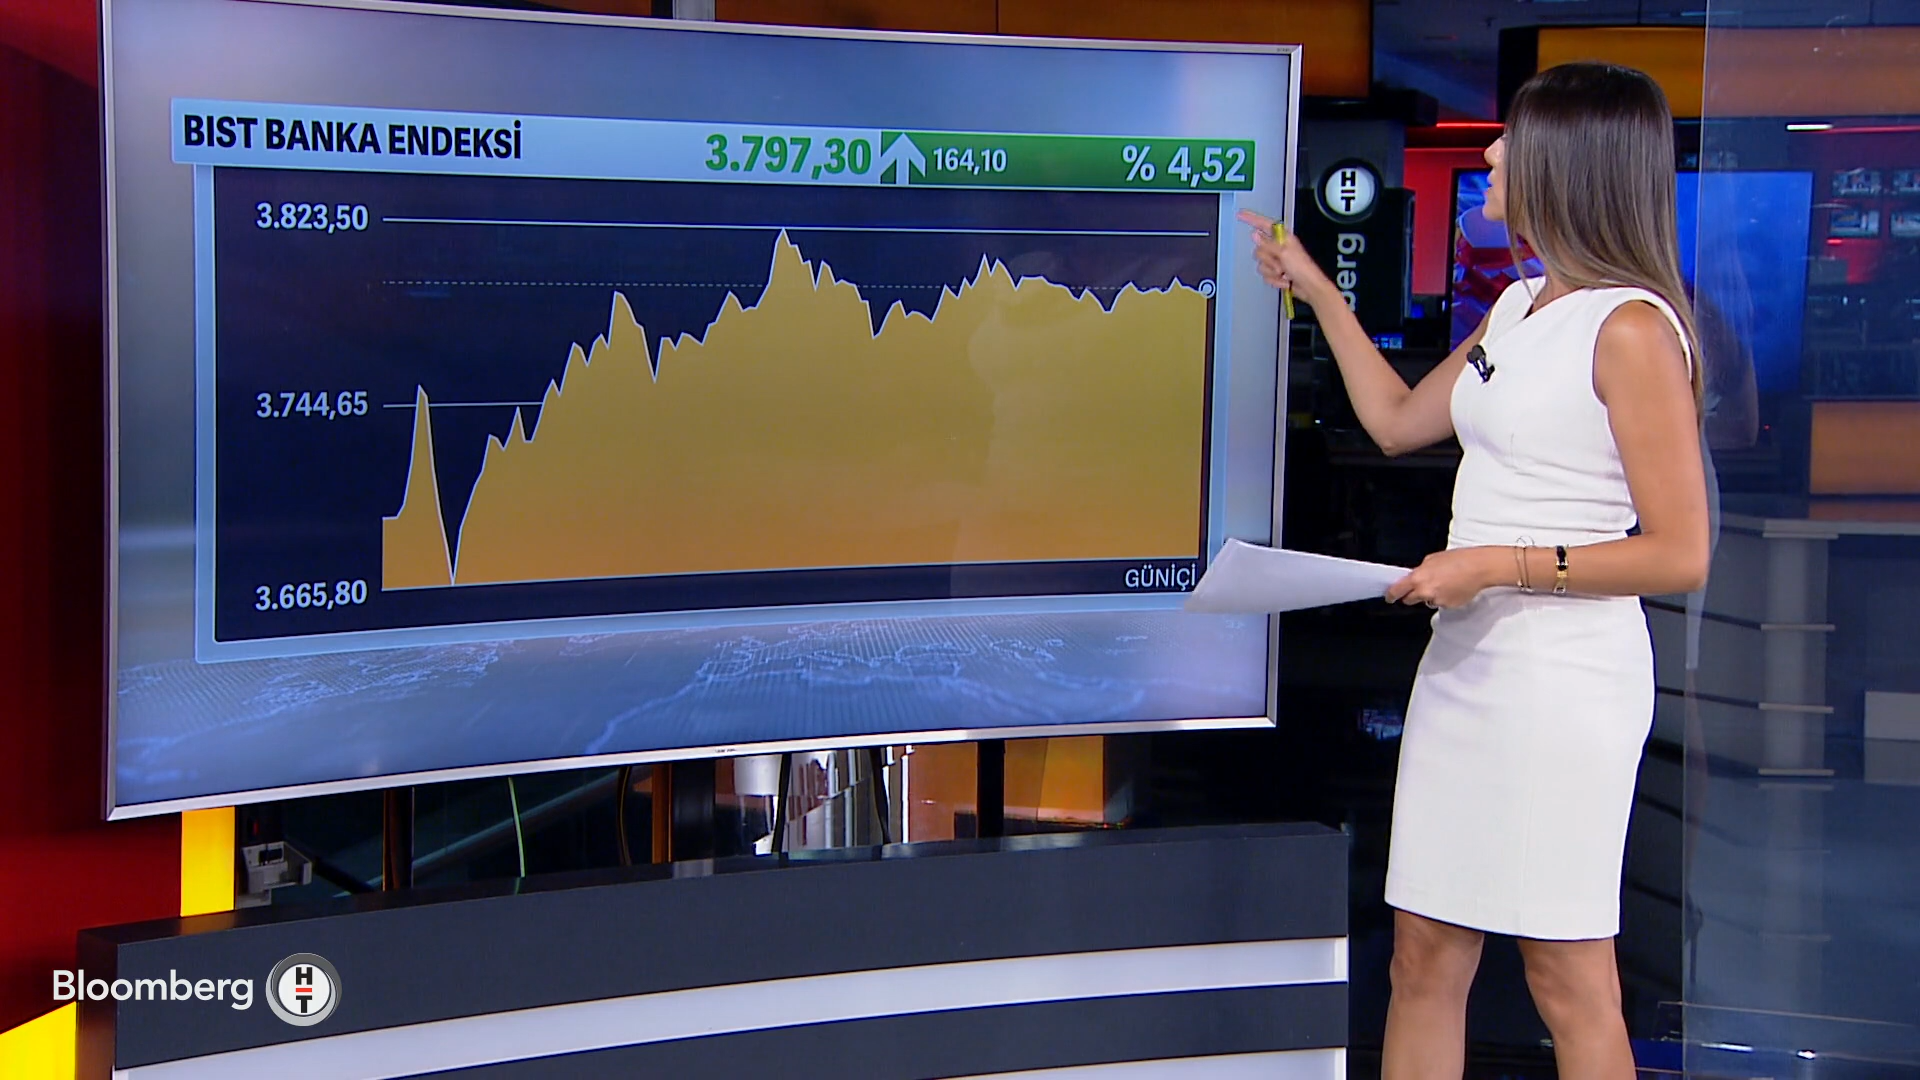 BIST BANKA ENDEKSİ
3.797,30 164,10 % 4,52
3.823,50
3.744,65
3.665,80
GÜNİÇİ
H
T
berg
Bloomberg
H
T